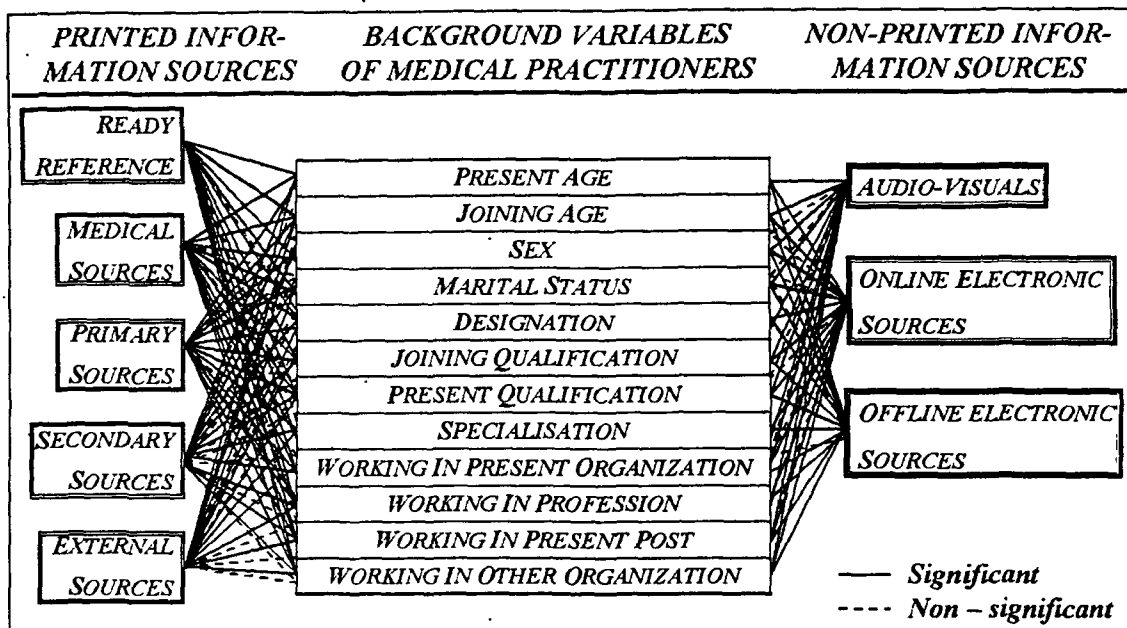 PRINTED INFOR-
MATION SOURCES
BACKGROUND VARIABLES
OF MEDICAL PRACTITIONERS
NON-PRINTED INFOR-
MATION SOURCES
READY
REFERENCE
MEDICAL
SOURCES
PRIMARY
SOURCES
SECONDARY
SOURCES
EXTERNAL
SOURCES
PRESENT AGE
JOINING AGE
SEX
MARITAL STATUS
DESIGNATION
JOINING QUALIFICATION
PRESENT QUALIFICATION
SPECIALISATION
WORKING IN PRESENT ORGANIZATION
WORKING IN PROFESSION
WORKING IN PRESENT POST
WORKING IN OTHER ORGANIZATION
AUDIO-VISUALS
ONLINE ELECTRONIC
SOURCES
OFFLINE ELECTRONIC
SOURCES
Significant
Non – significant